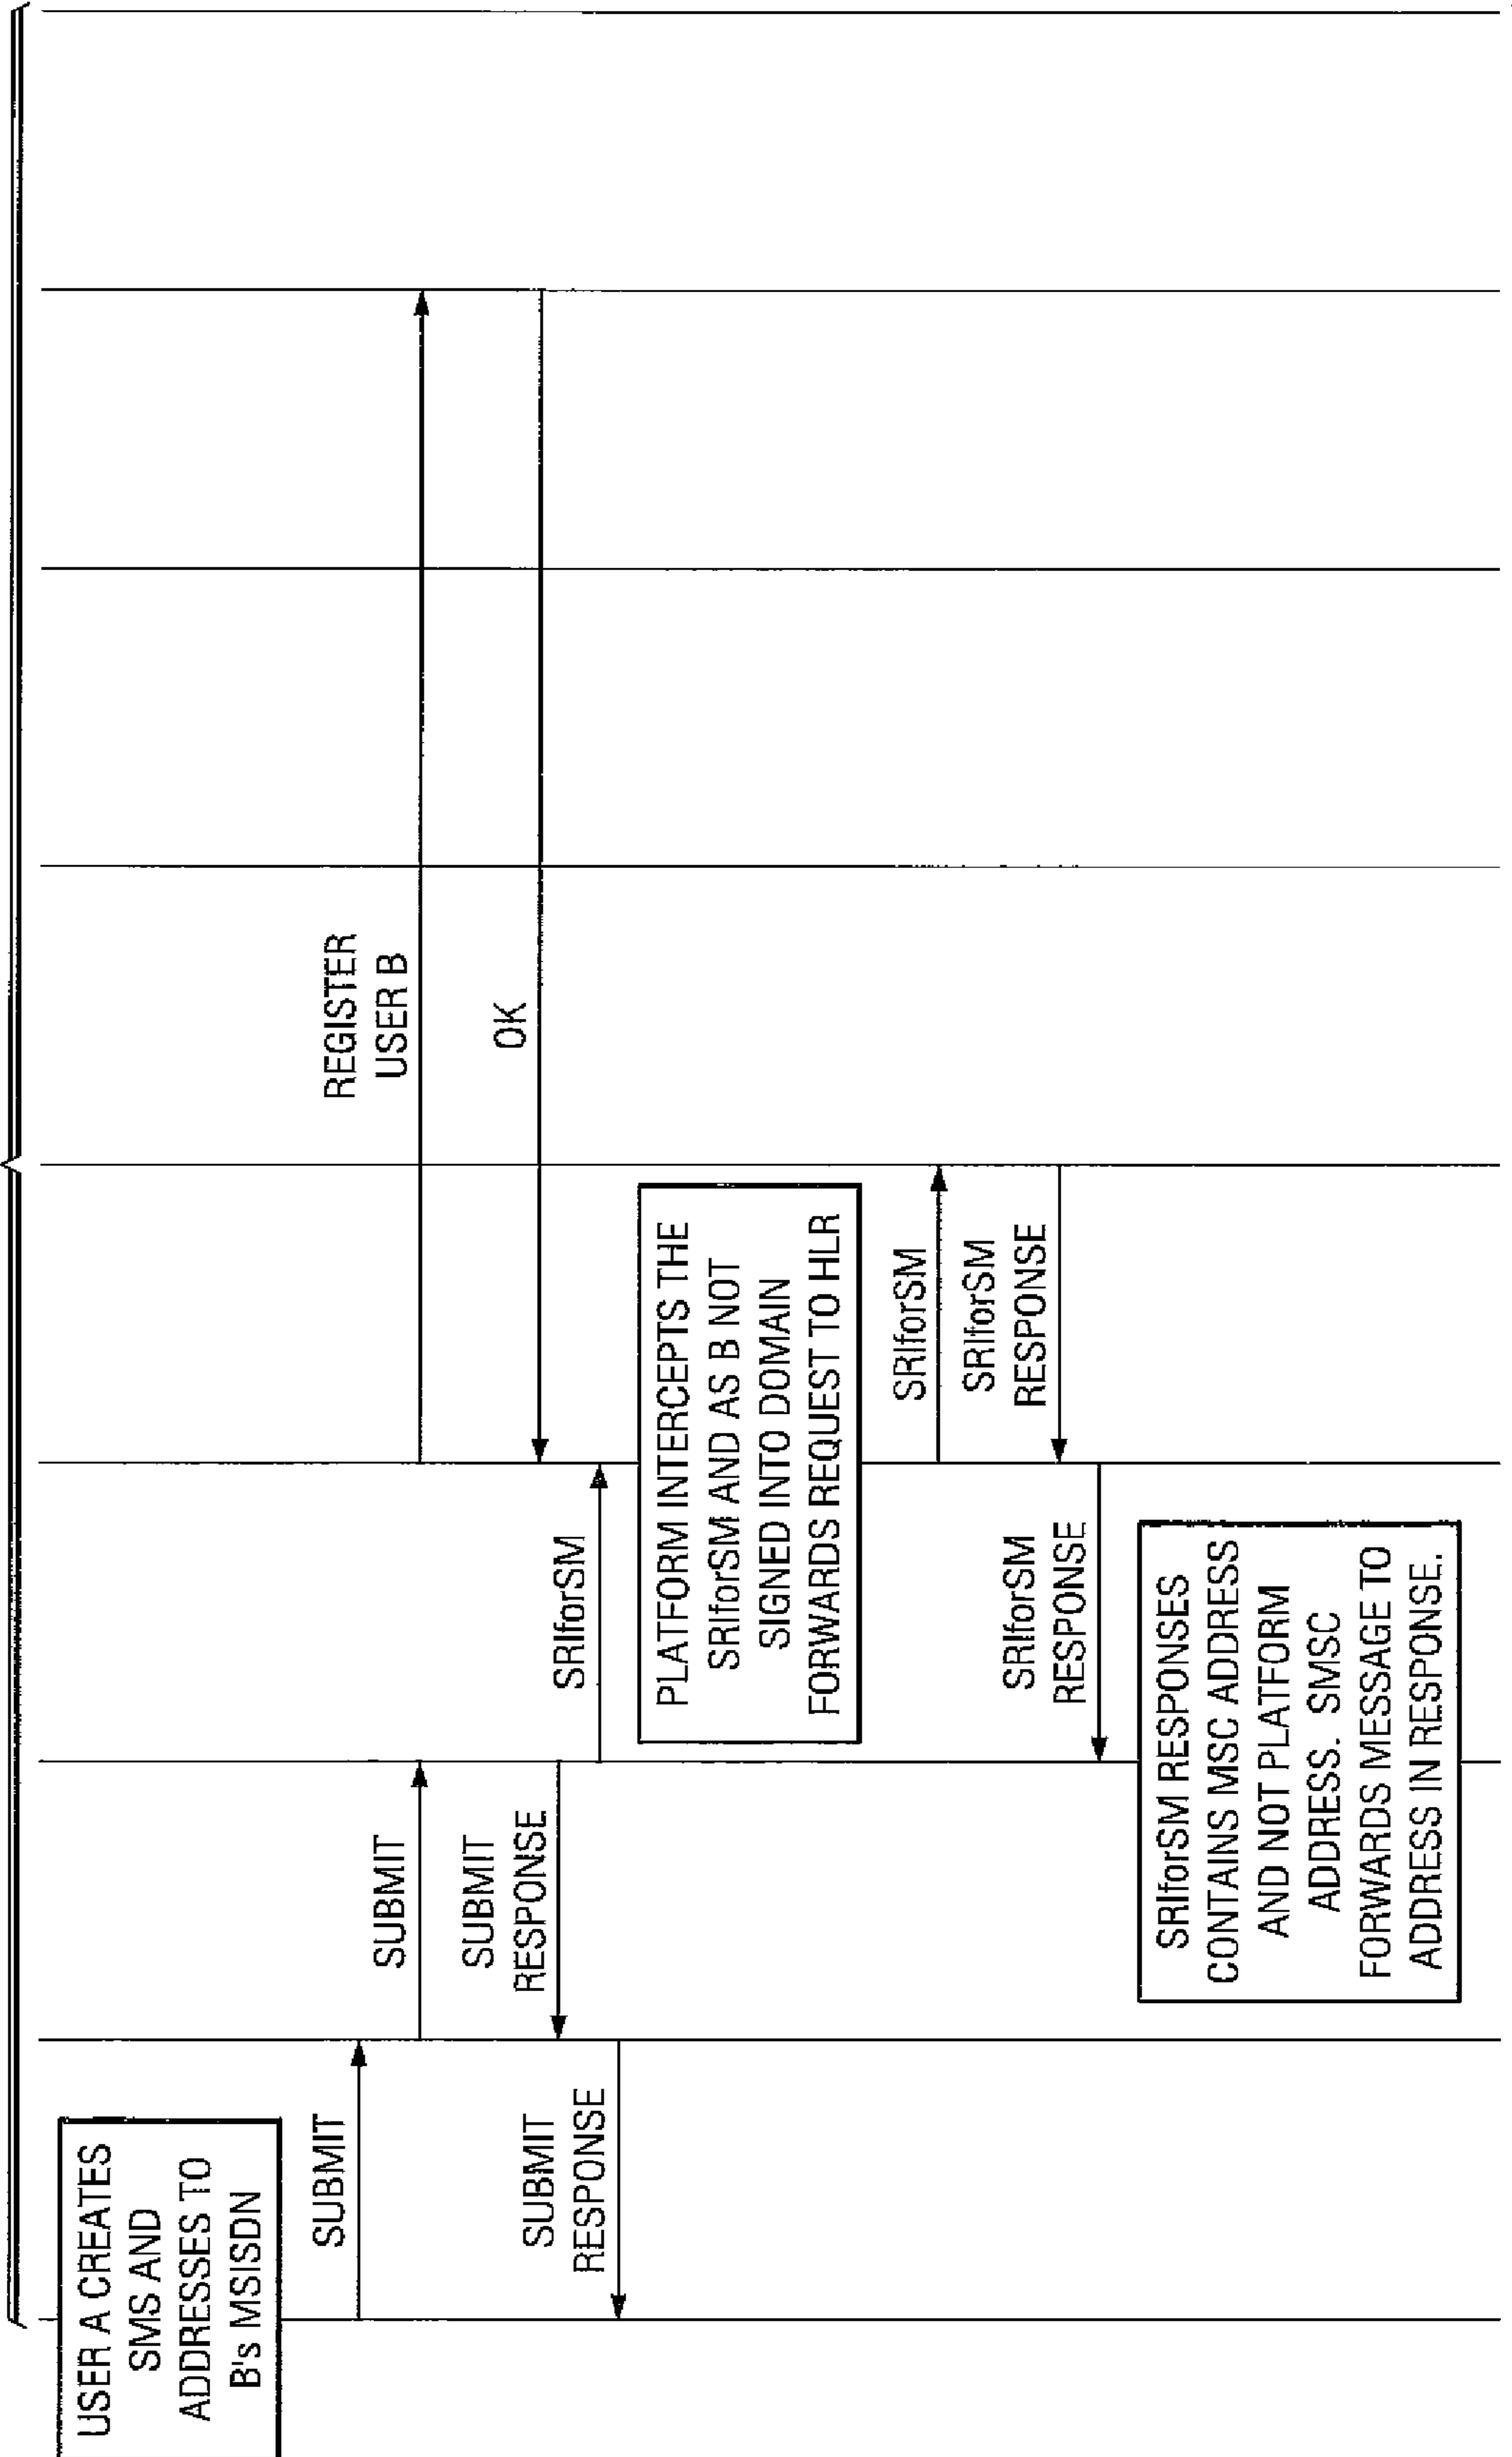 USER A CREATES
SMS AND
ADDRESSES TO
B's MSISDN
SUBMIT
SUBMIT
RESPONSE
SUBMIT
SUBMIT
RESPONSE
REGISTER
USER B
OK
SRIforSM
PLATFORM INTERCEPTS THE
SRIforSM AND AS B NOT
SIGNED INTO DOMAIN
FORWARDS REQUEST TO HLR
SRIforSM
SRIforSM
RESPONSE
SRIforSM
RESPONSE
SRIforSM RESPONSES
CONTAINS MSC ADDRESS
AND NOT PLATFORM
ADDRESS. SMSC
FORWARDS MESSAGE TO
ADDRESS IN RESPONSE.